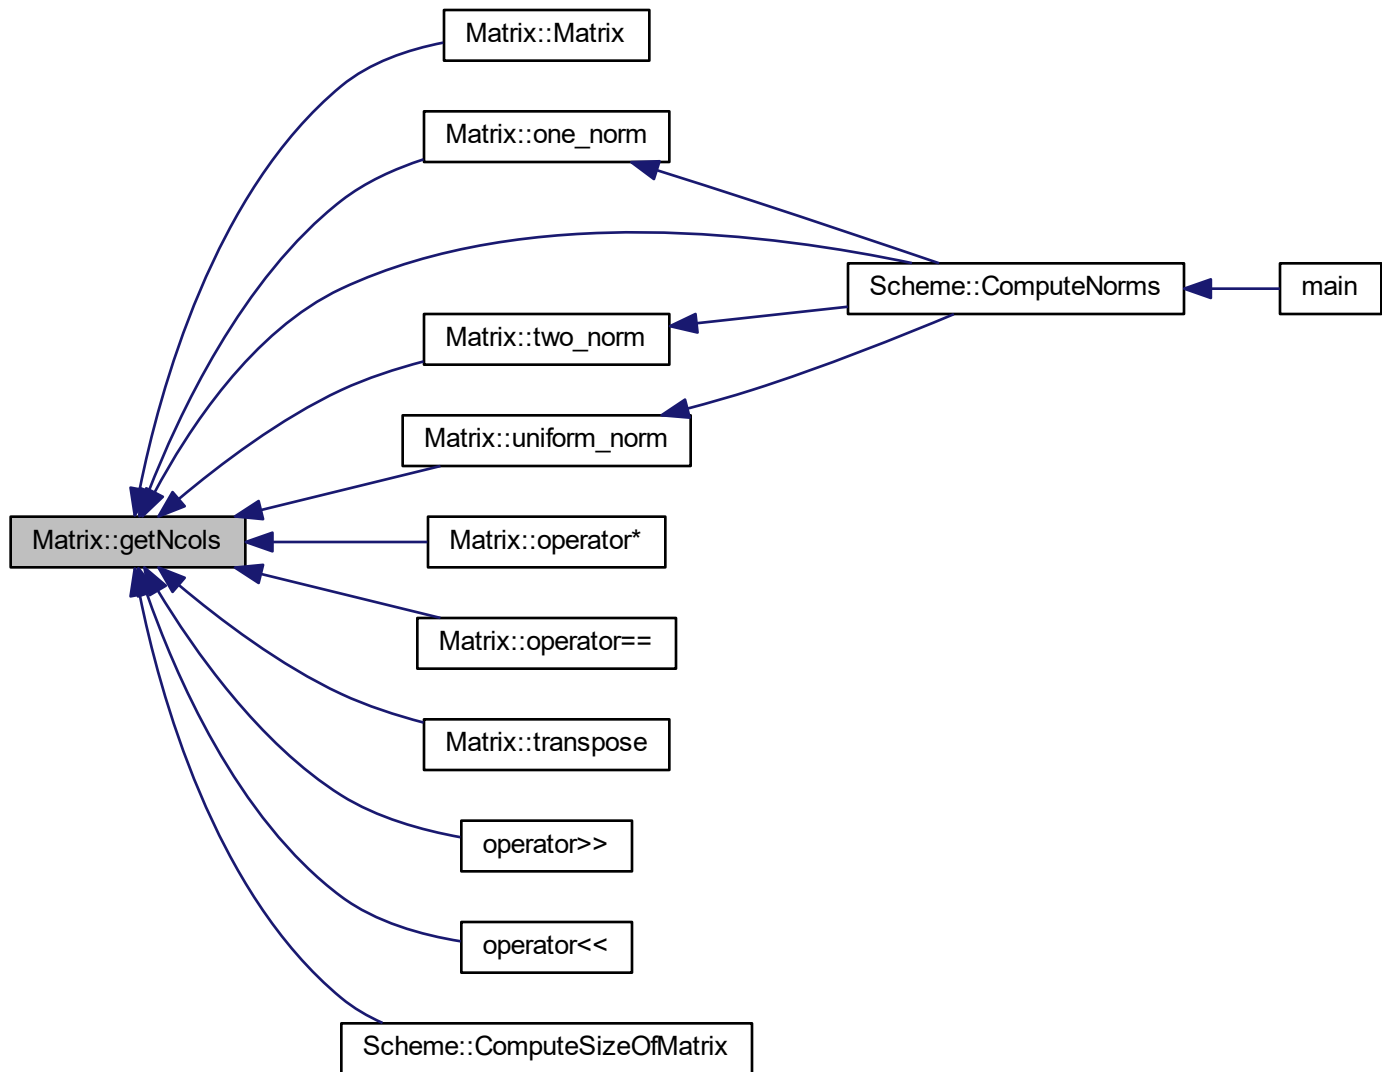 Matrix::Matrix
Matrix::one_norm
Scheme::ComputeNorms
main
Matrix::two_norm
Matrix::uniform_norm
Matrix::getNcols
Matrix::operator*
Matrix::operator==
Matrix::transpose
operator>>
operator<<
Scheme::ComputeSizeOfMatrix